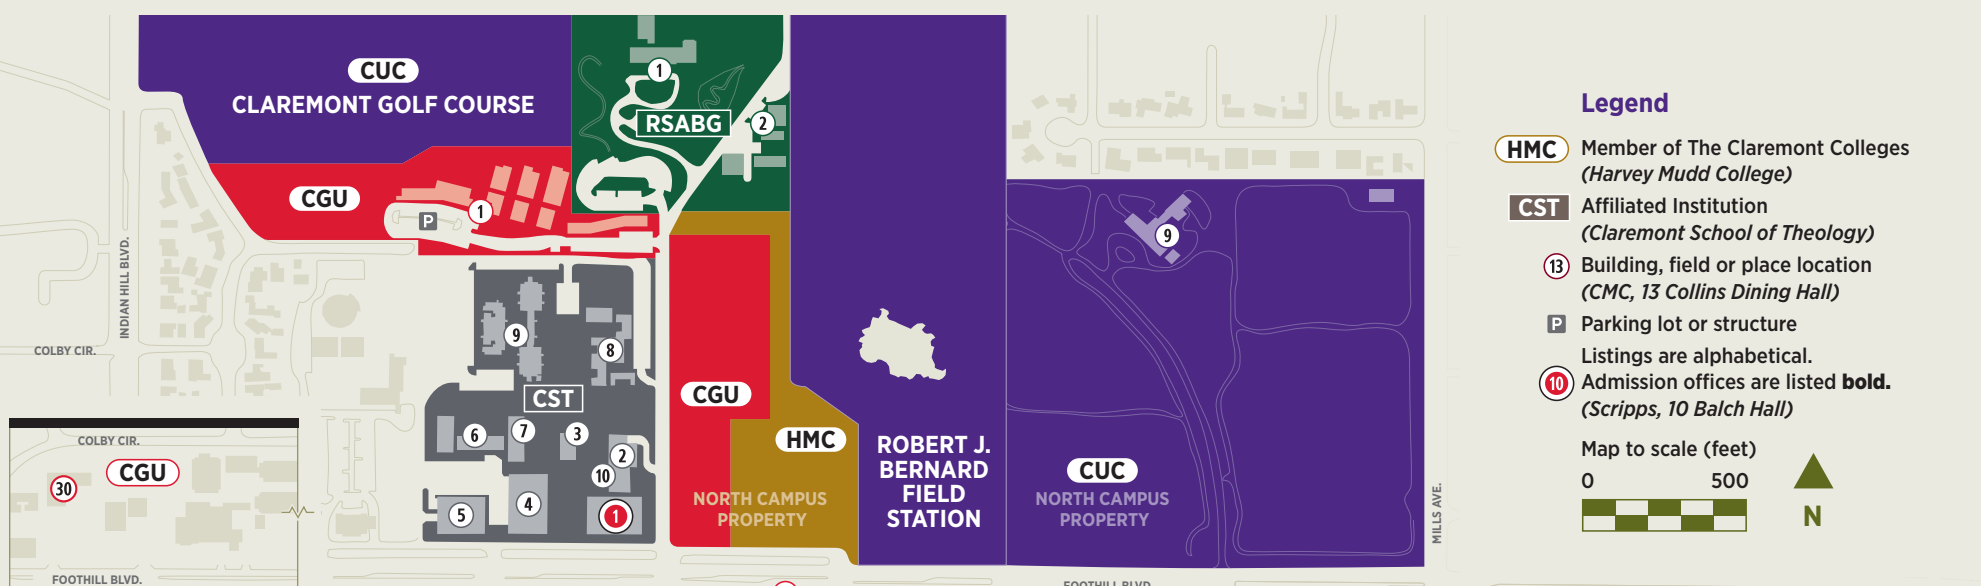 CUC
CLAREMONT GOLF COURSE
1
RSABG
2
CGU
P
1
INDIAN HILL BLVD.
COLBY CIR.
9
8
CST
6
7
3
2
10
5
4
1
CGU
HMC
NORTH CAMPUS
PROPERTY
ROBERT J.
BERNARD
FIELD
STATION
9
CUC
NORTH CAMPUS
PROPERTY
MILLS AVE.
COLBY CIR.
CGU
30
FOOTHILL BLVD.
FOOTHILL BLVD.
Legend
HMC Member of The Claremont Colleges
(Harvey Mudd College)
CST Affiliated Institution
(Claremont School of Theology)
13 Building, field or place location
(CMC, 13 Collins Dining Hall)
P Parking lot or structure
Listings are alphabetical.
10 Admission offices are listed bold.
(Scripps, 10 Balch Hall)
Map to scale (feet)
0 500
N